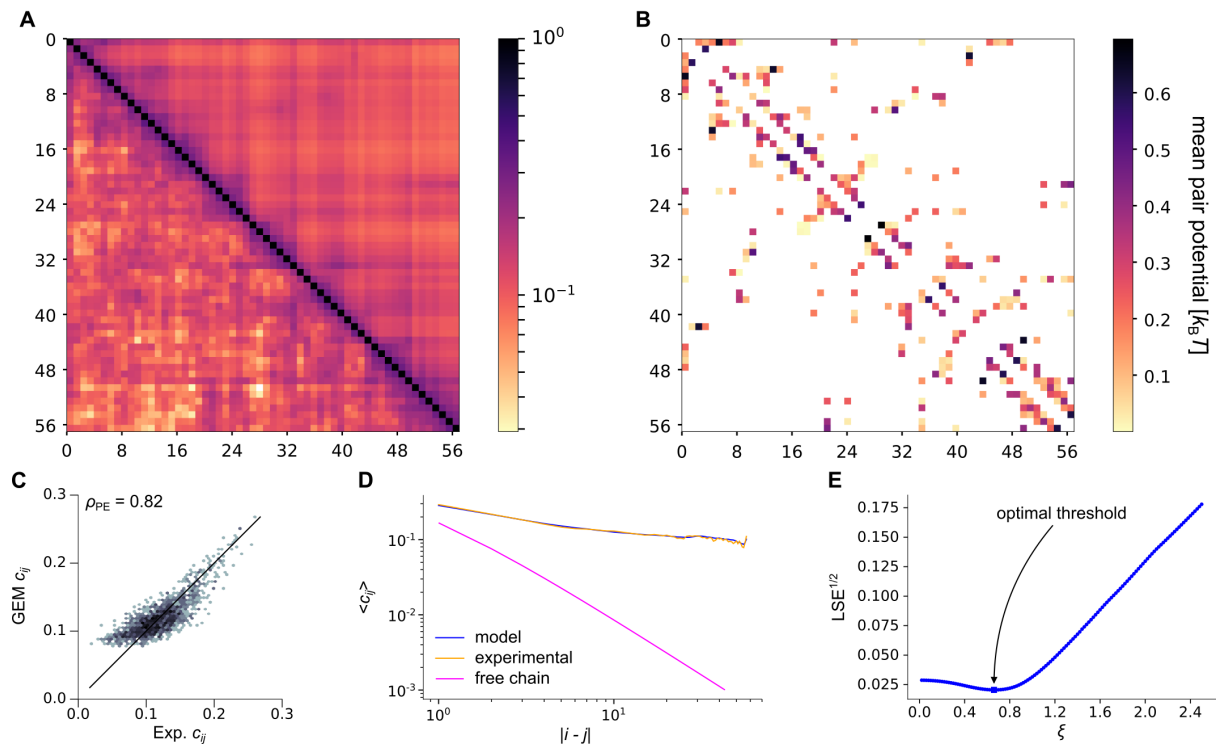 A
B
0
8
16
24
32
40
48
56
0 8 16 24 32 40 48 56
10⁰
10⁻¹
0
8
16
24
32
40
48
56
0 8 16 24 32 40 48 56
0.6
0.5
0.4
0.3
0.2
0.1
mean pair potential [k_B T]
C
D
E
0.3
0.2
0.1
0.0
0.0 0.1 0.2 0.3
GEM c_ij
Exp. c_ij
ρ_PE = 0.82
10⁻¹
10⁻²
10⁻³
10⁰ 10¹
<c_ij>
|i - j|
model
experimental
free chain
0.175
0.150
0.125
0.100
0.075
0.050
0.025
0.0 0.4 0.8 1.2 1.6 2.0 2.4
LSE^1/2
ξ
optimal threshold